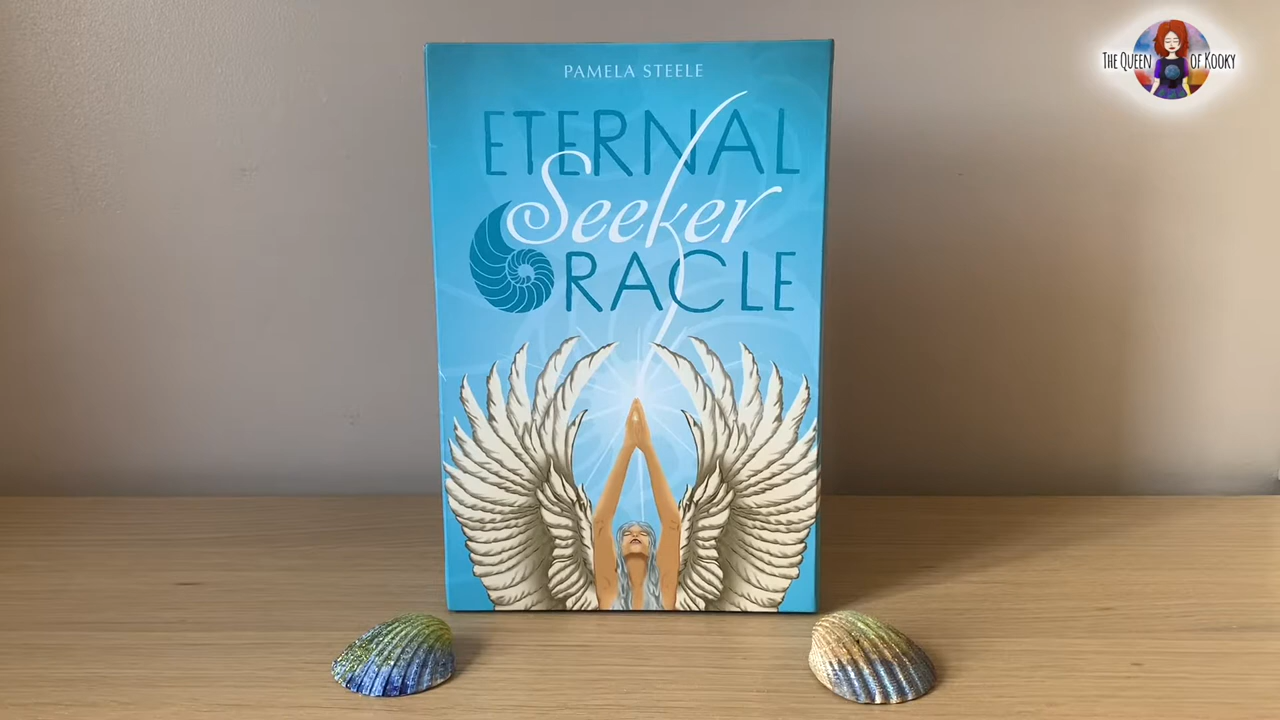 PAMELA STEELE
ETERNAL
Seeker
ORACLE
THE QUEEN OF KOOKY